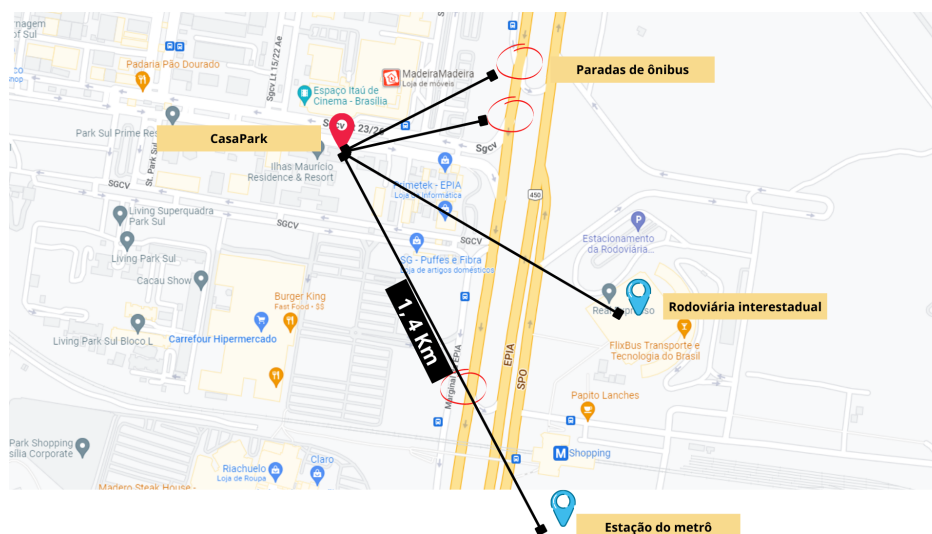 of Sul
Padaria Pão Dourado
Sgcv Lt 15/22 Ae
MadeiraMadeira
Loja de móveis
Paradas de ônibus
Espaço Itaú de
Cinema - Brasília
Park Sul Prime
CasaPark
Sgcv
23/26
Sgcv
St. Park Sul
Ilhas Maurício
Residence & Resort
SGCV
Primetek - EPIA
Loja de Informática
450
Living Superquadra
Park Sul
SGCV
SGCV
Estacionamento
da Rodoviária...
Living Park Sul
SG - Puffes e Fibra
Loja de artigos domésticos
Cacau Show
Burger King
Fast Food - $$
1, 4 Km
Rodoviária interestadual
Carrefour Hipermercado
Living Park Sul Bloco L
FlixBus Transporte e
Tecnologia do Brasil
Marginal
EPIA
EPIA
SPO
Papito Lanches
Park Shopping
Corporate
M
Shopping
Claro
Riachuelo
Loja de Roupa
Madero Steak House -
Estação do metrô